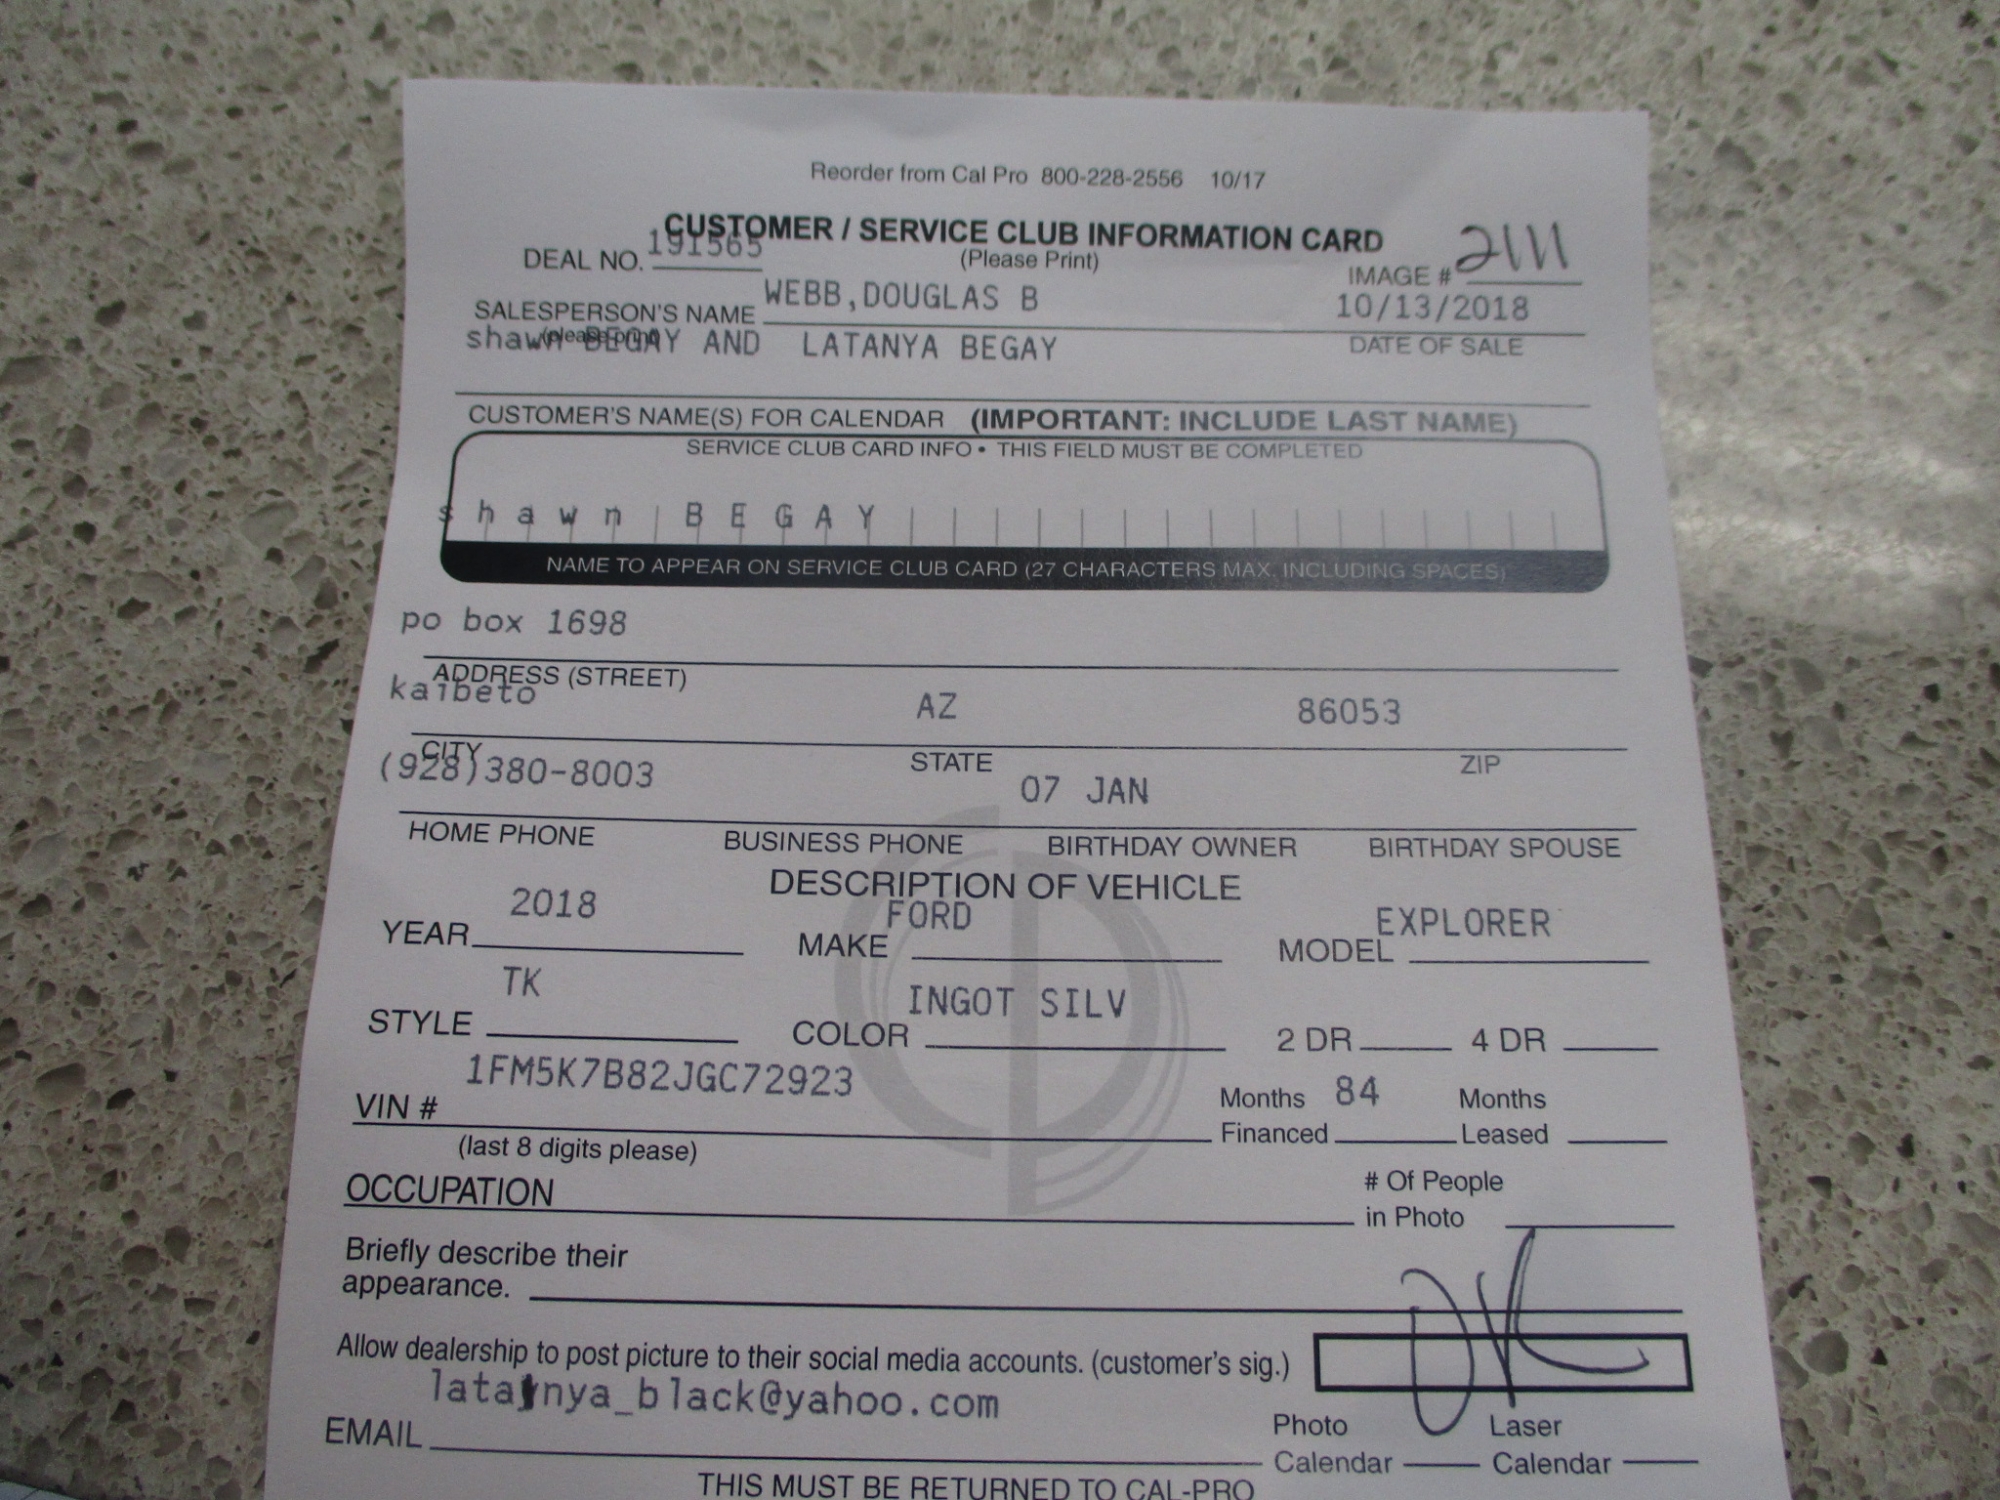 Reorder from Cal Pro 800-228-2556 10/17
CUSTOMER / SERVICE CLUB INFORMATION CARD
DEAL NO. 191565 (Please Print) IMAGE # 2111
SALESPERSON'S NAME WEBB,DOUGLAS B 10/13/2018
(please print) DATE OF SALE
shawn BEGAY AND LATANYA BEGAY
CUSTOMER'S NAME(S) FOR CALENDAR (IMPORTANT: INCLUDE LAST NAME)
SERVICE CLUB CARD INFO • THIS FIELD MUST BE COMPLETED
s h a w n B E G A Y
NAME TO APPEAR ON SERVICE CLUB CARD (27 CHARACTERS MAX. INCLUDING SPACES)
po box 1698
ADDRESS (STREET)
kaibeto AZ 86053
CITY STATE ZIP
(928)380-8003 07 JAN
HOME PHONE BUSINESS PHONE BIRTHDAY OWNER BIRTHDAY SPOUSE
DESCRIPTION OF VEHICLE
YEAR 2018 MAKE FORD MODEL EXPLORER
STYLE TK COLOR INGOT SILV 2 DR 4 DR
VIN # 1FM5K7B82JGC72923 Months Financed 84 Months Leased
(last 8 digits please)
OCCUPATION # Of People in Photo
Briefly describe their
appearance.
Allow dealership to post picture to their social media accounts. (customer's sig.)
EMAIL latanya_black@yahoo.com Photo Calendar Laser Calendar
THIS MUST BE RETURNED TO CAL-PRO